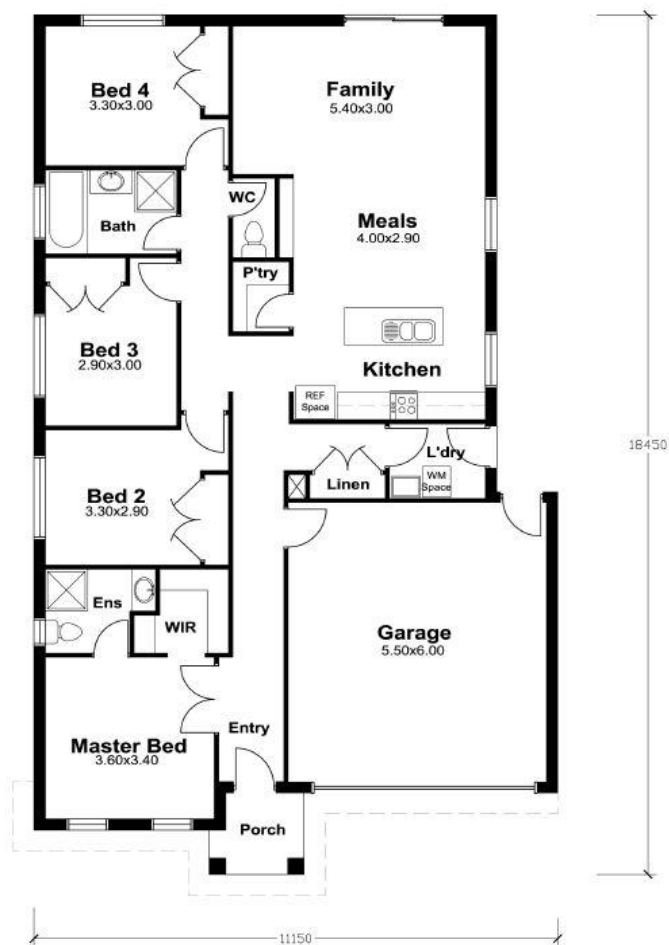 Bed 4
3.30x3.00
Family
5.40x3.00
WC
Bath
Meals
4.00x2.90
P'try
Bed 3
2.90x3.00
Kitchen
REF
Space
18450
L'dry
Bed 2
3.30x2.90
Linen
WM
Space
Ens
WIR
Garage
5.50x6.00
Entry
Master Bed
3.60x3.40
Porch
11150